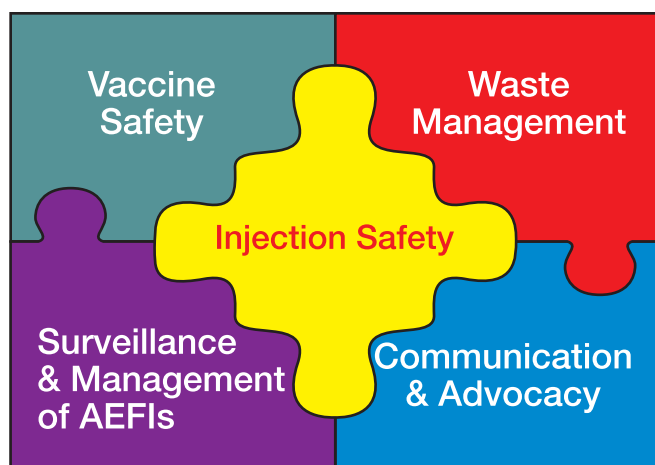 Vaccine
Safety
Waste
Management
Injection Safety
Surveillance
& Management
of AEFIs
Communication
& Advocacy